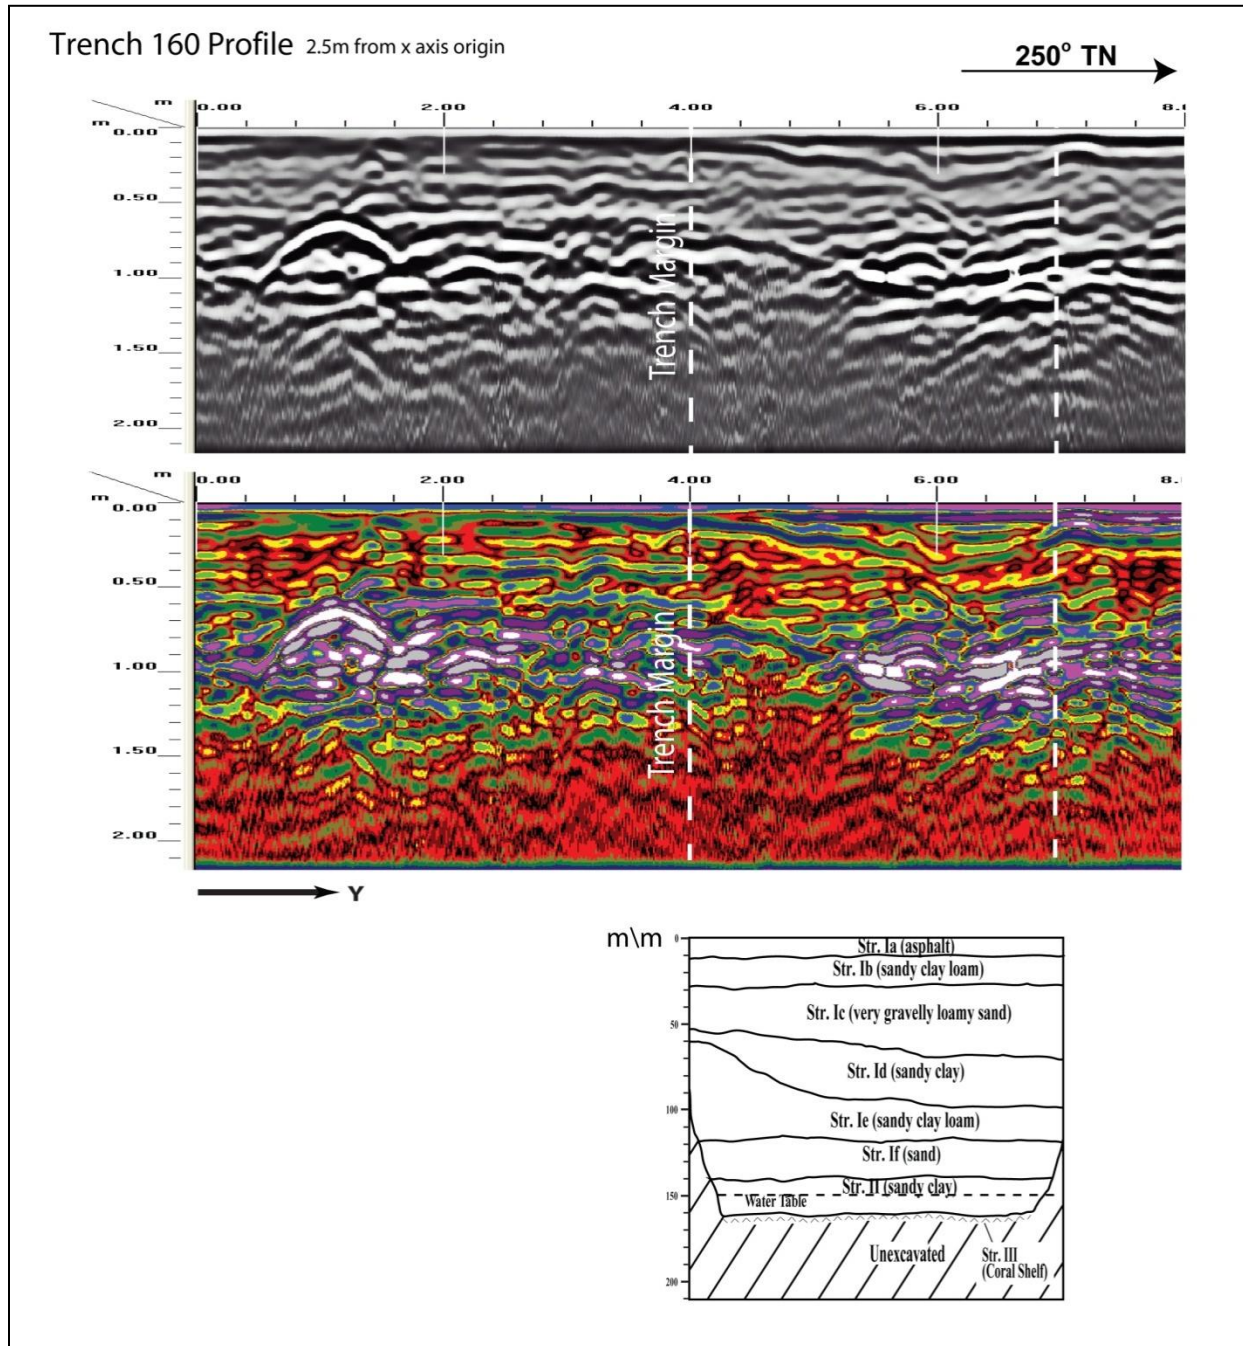 Trench 160 Profile 2.5m from x axis origin
250° TN
m 0.00 2.00 4.00 6.00 8.0
m
0.00
0.50
1.00
1.50
2.00
Trench Margin
m 0.00 2.00 4.00 6.00 8.0
m
0.00
0.50
1.00
1.50
2.00
Trench Margin
Y
m\m
0
Str. Ia (asphalt)
Str. Ib (sandy clay loam)
Str. Ic (very gravelly loamy sand)
50
Str. Id (sandy clay)
100
Str. Ie (sandy clay loam)
Str. If (sand)
Str. II (sandy clay)
150
Water Table
Unexcavated
Str. III
(Coral Shelf)
200